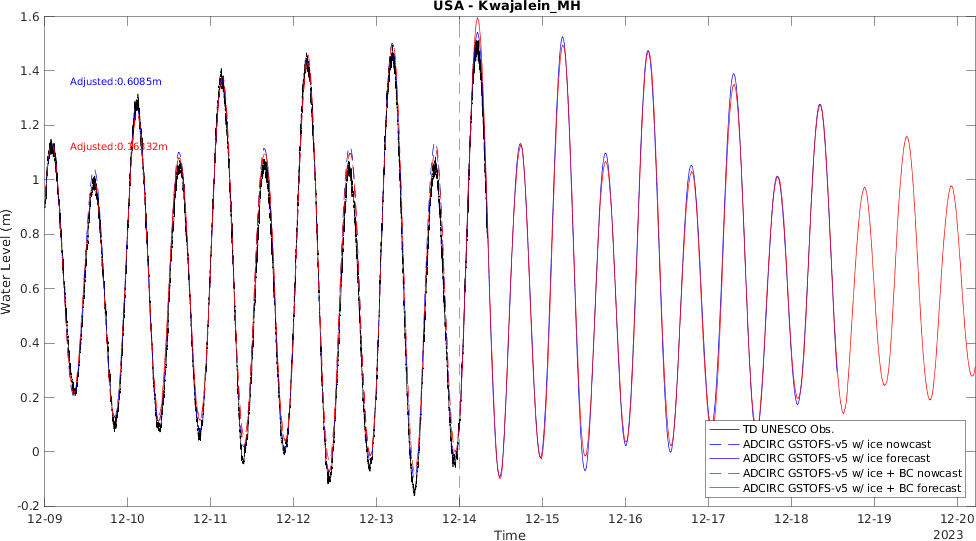 USA - Kwajalein_MH
1.6
1.4
1.2
1
0.8
0.6
0.4
0.2
0
-0.2
Water Level (m)
Adjusted:0.6085m
Adjusted:0.16432m
TD UNESCO Obs.
ADCIRC GSTOFS-v5 w/ ice nowcast
ADCIRC GSTOFS-v5 w/ ice forecast
ADCIRC GSTOFS-v5 w/ ice + BC nowcast
ADCIRC GSTOFS-v5 w/ ice + BC forecast
12-09 12-10 12-11 12-12 12-13 12-14 12-15 12-16 12-17 12-18 12-19 12-20
Time
2023